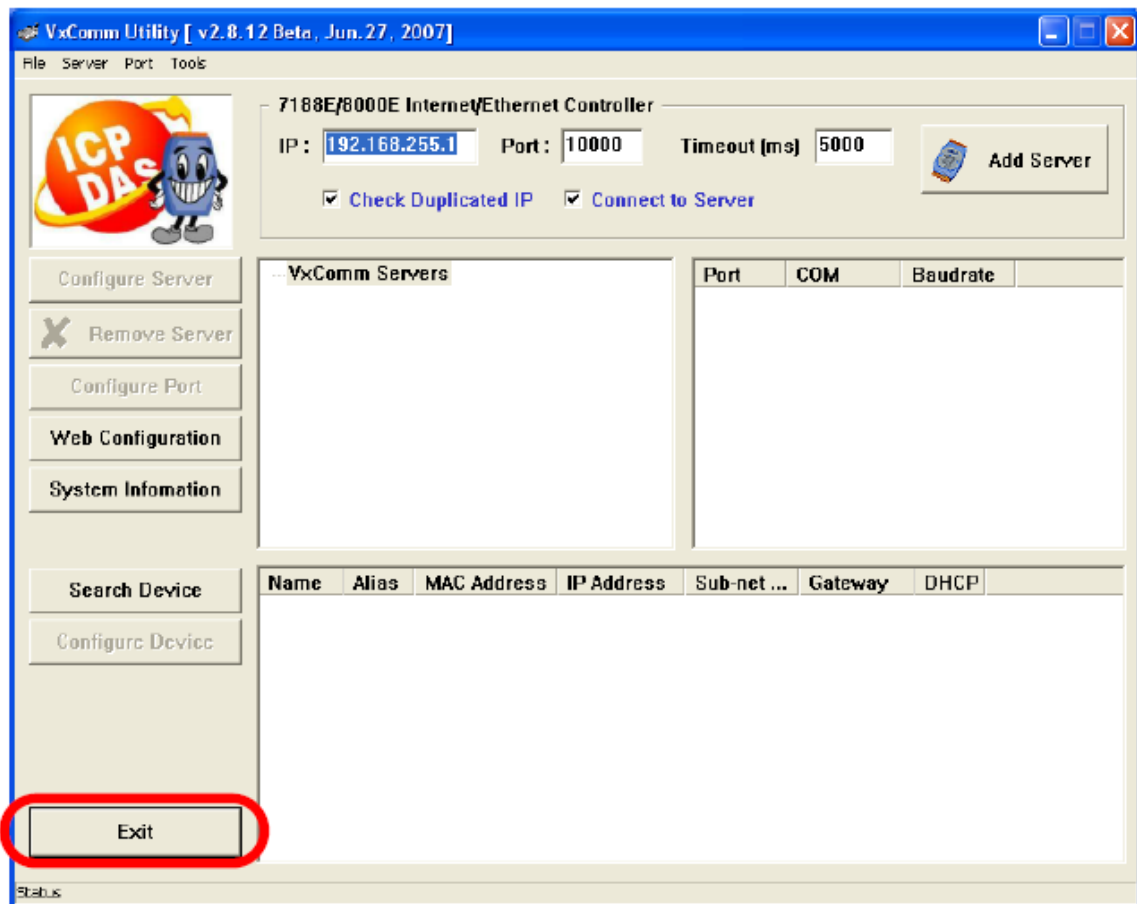 VxComm Utility [ v2.8.12 Beta, Jun.27, 2007]
File Server Port Tools
ICP DAS
7188E/8000E Internet/Ethernet Controller
IP : 192.168.255.1 Port : 10000 Timeout (ms) 5000 Add Server
Check Duplicated IP Connect to Server
Configure Server
Remove Server
Configure Port
Web Configuration
System Infomation
VxComm Servers
Port COM Baudrate
Search Device
Configure Device
Name Alias MAC Address IP Address Sub-net ... Gateway DHCP
Exit
Status